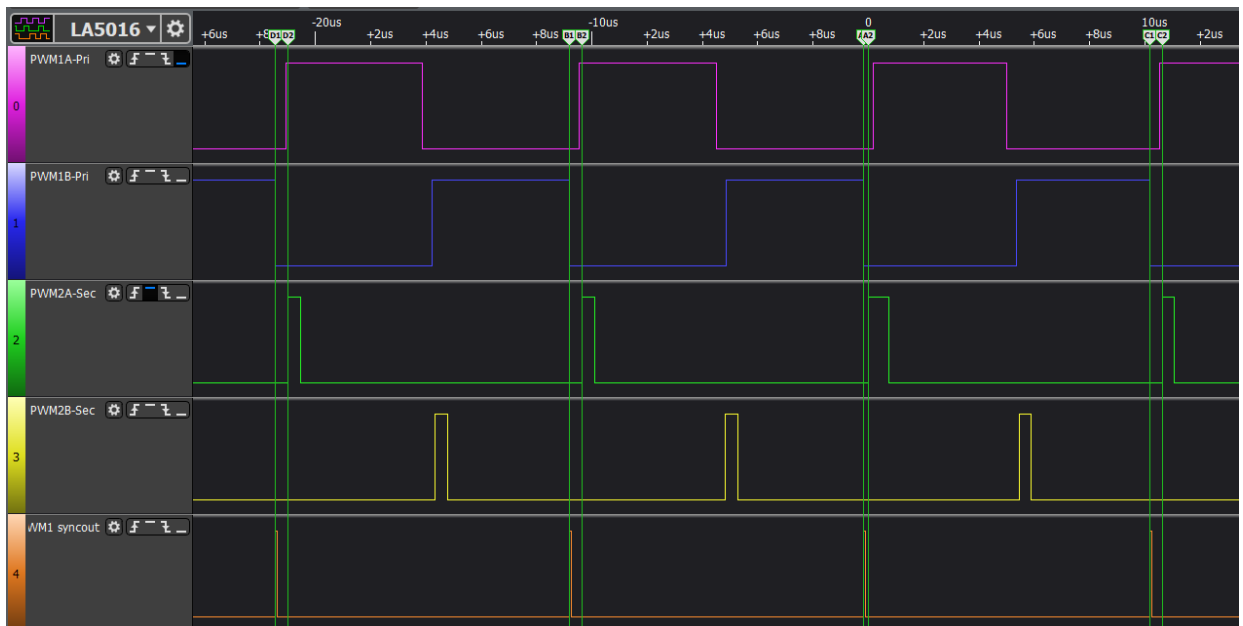 LA5016
-20us -10us 0 10us
+6us +8 D1 D2 +2us +4us +6us +8us B1 B2 +2us +4us +6us +8us A2 +2us +4us +6us +8us C1 C2 +2us
PWM1A-Pri
0
PWM1B-Pri
1
PWM2A-Sec
2
PWM2B-Sec
3
WM1 syncout
4